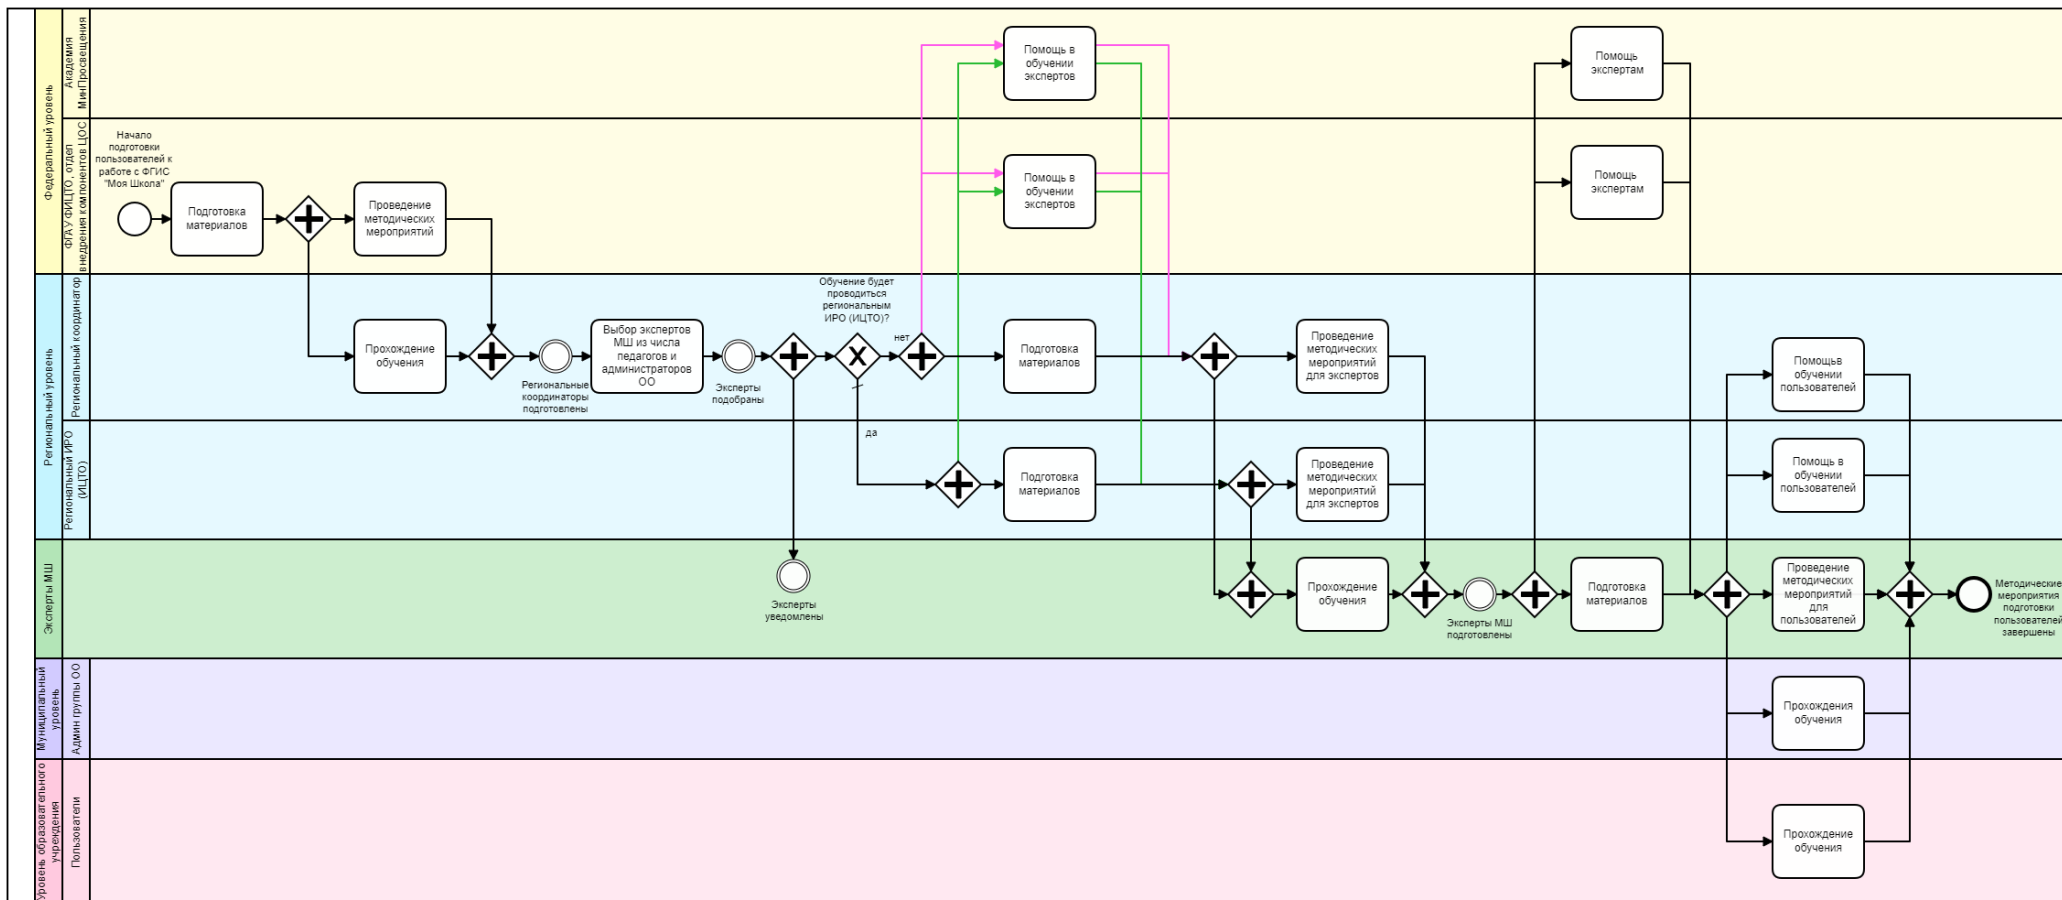 Федеральный уровень
Академия
МинПросвещения
ФГАУ ФИЦТО, отдел
внедрения компонентов ЦОС
Начало
подготовки
пользователей к
работе с ФГИС
"Моя Школа"
Подготовка
материалов
Проведение
методических
мероприятий
Помощь в
обучении
экспертов
Помощь в
обучении
экспертов
Помощь
экспертам
Помощь
экспертам
Региональный уровень
Региональный координатор
Прохождение
обучения
Региональные
координаторы
подготовлены
Выбор экспертов
МШ из числа
педагогов и
администраторов
ОО
Эксперты
подобраны
Обучение будет
проводиться
региональным
ИРО (ИЦТО)?
нет
да
Подготовка
материалов
Проведение
методических
мероприятий
для экспертов
Помощьв
обучении
пользователей
Региональный ИРО
(ИЦТО)
Подготовка
материалов
Проведение
методических
мероприятий
для экспертов
Помощь в
обучении
пользователей
Эксперты МШ
Эксперты
уведомлены
Прохождение
обучения
Эксперты МШ
подготовлены
Подготовка
материалов
Проведение
методических
мероприятий
для
пользователей
Методические
мероприятия
подготовки
пользователей
завершены
Муниципальный
уровень
Админ группы ОО
Прохождения
обучения
Уровень образовательного
учреждения
Пользователи
Прохождение
обучения